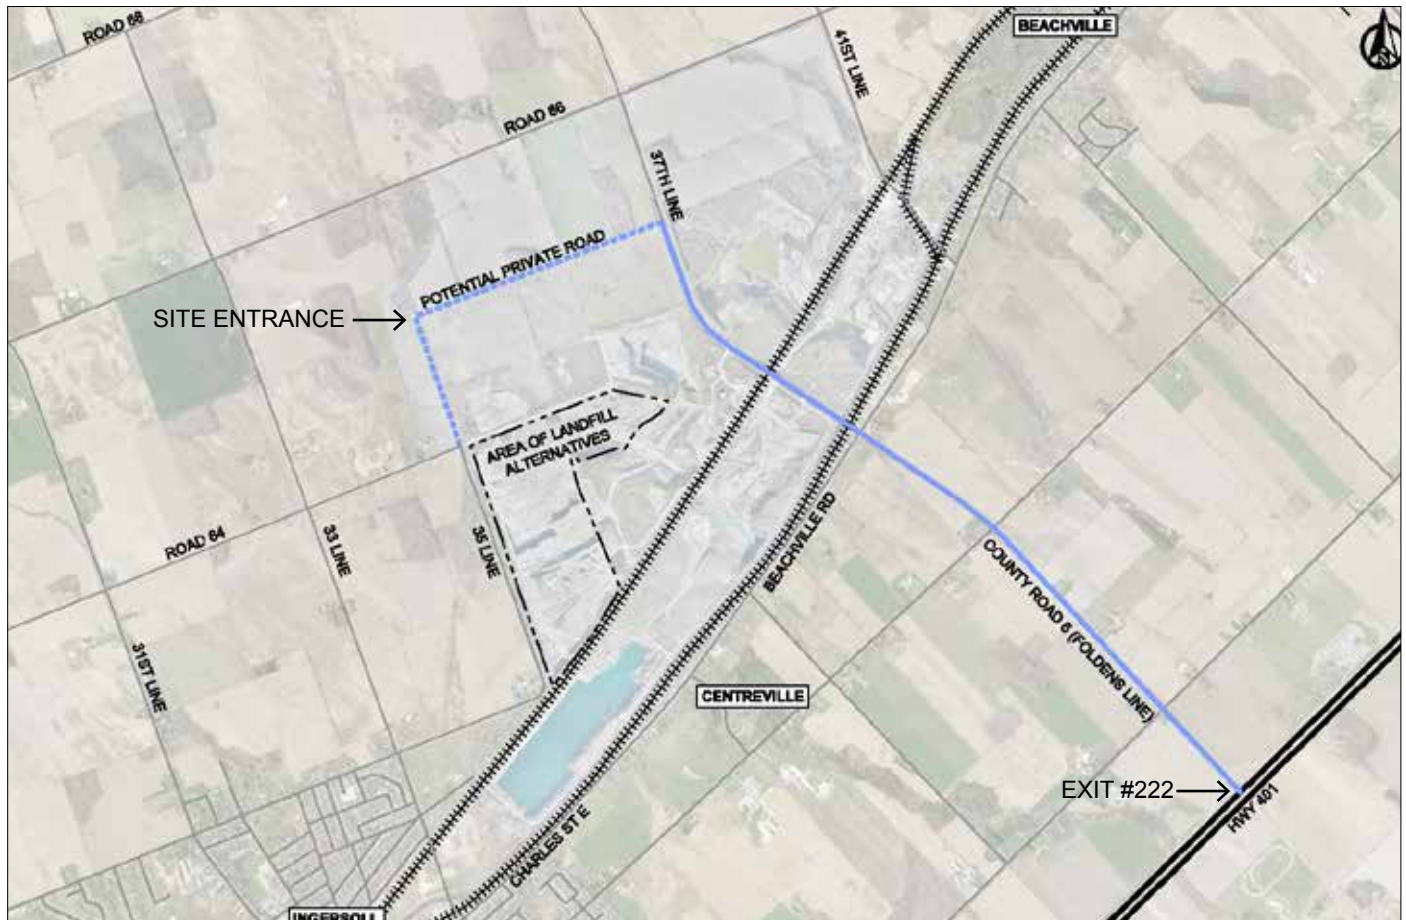 BEACHVILLE
ROAD 68
41ST LINE
N
ROAD 66
37TH LINE
POTENTIAL PRIVATE ROAD
SITE ENTRANCE
AREA OF LANDFILL
ALTERNATIVES
ROAD 64
33 LINE
35 LINE
BEACHVILLE RD
COUNTY ROAD 6 (FOLDENS LINE)
31ST LINE
CENTREVILLE
EXIT #222
HWY 401
CHARLES ST E
INGERSOLL